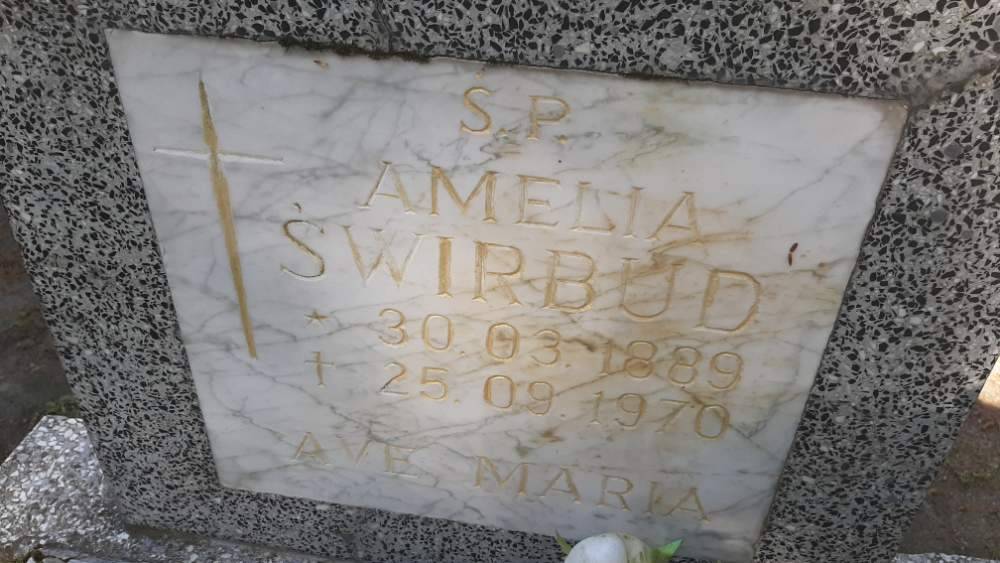 Ś.P.
AMELIA
ŚWIRBUD
* 30.03.1889
† 25.09.1970
AVE MARIA